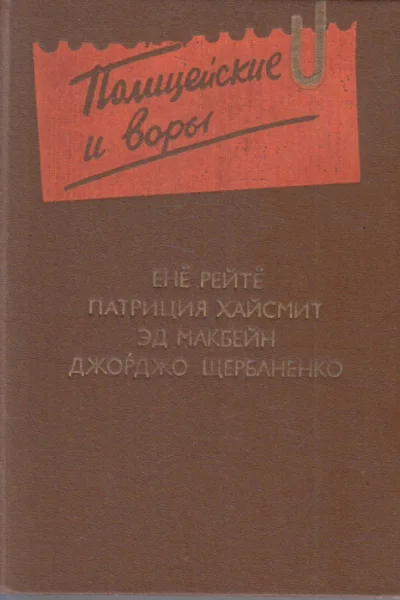 Полицейские
и воры
ЕНЁ РЕЙТЁ
ПАТРИЦИЯ ХАЙСМИТ
ЭД МАКБЕЙН
ДЖОРДЖО ЩЕРБАНЕНКО